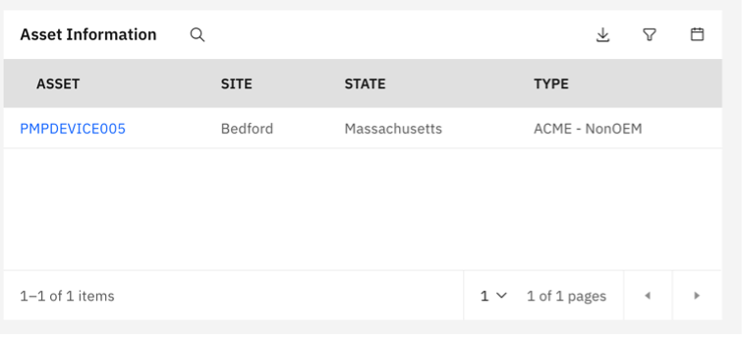 Asset Information
ASSET SITE STATE TYPE
PMPDEVICE005 Bedford Massachusetts ACME - NonOEM
1–1 of 1 items 1 1 of 1 pages